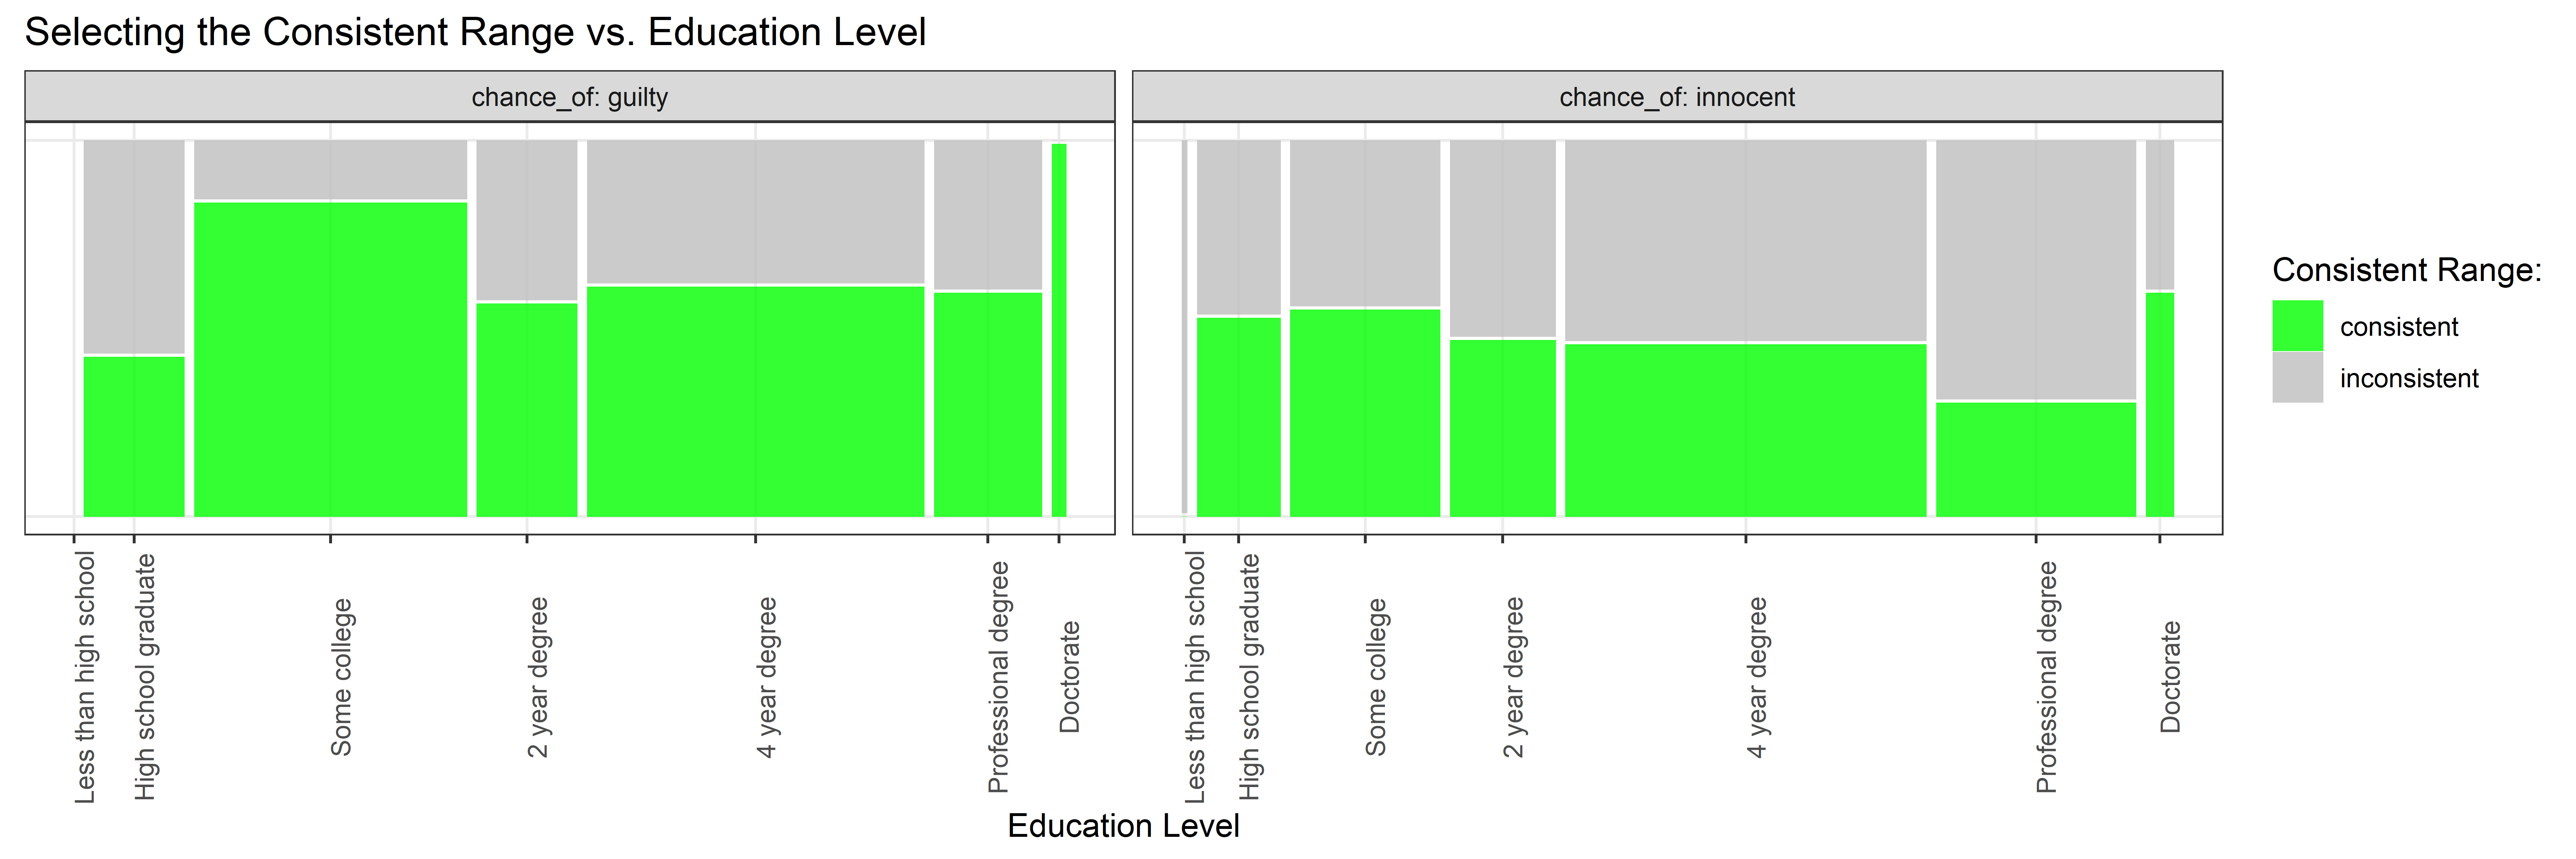 Selecting the Consistent Range vs. Education Level
chance_of: guilty
chance_of: innocent
Less than high school
High school graduate
Some college
2 year degree
4 year degree
Professional degree
Doctorate
Less than high school
High school graduate
Some college
2 year degree
4 year degree
Professional degree
Doctorate
Education Level
Consistent Range:
consistent
inconsistent